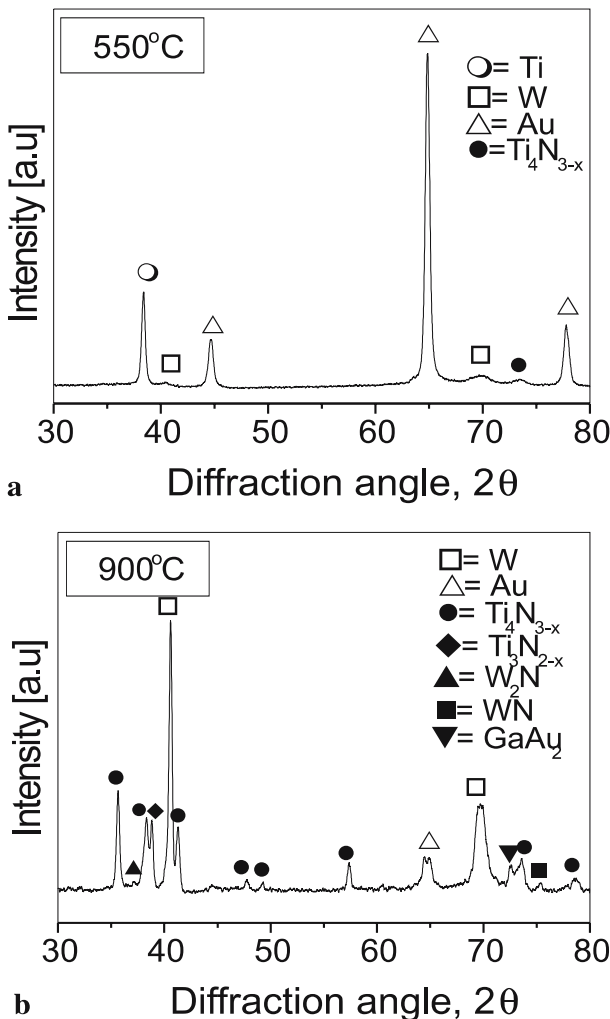 550°C
= Ti
= W
= Au
=Ti₄N₃₋ₓ
Intensity [a.u]
30 40 50 60 70 80
Diffraction angle, 2θ
a
900°C
= W
= Au
= Ti₄N₃₋ₓ
= Ti₃N₂₋ₓ
= W₂N₃₋ₓ
= WN
= GaAu₂
Intensity [a.u]
30 40 50 60 70 80
Diffraction angle, 2θ
b